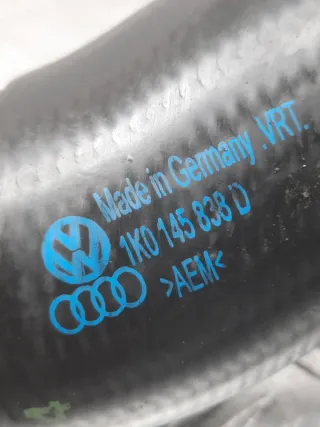 Made in Germany .VRT.
1K0 145 838 D
>AEM<